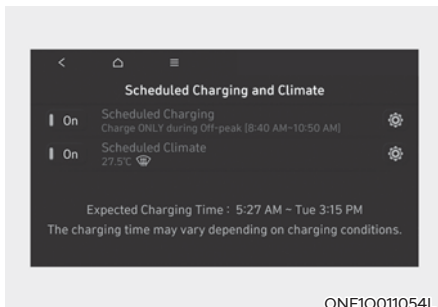 Scheduled Charging and Climate
On
Scheduled Charging
Charge ONLY during Off-peak [8:40 AM~10:50 AM]
On
Scheduled Climate
27.5℃
Expected Charging Time : 5:27 AM ~ Tue 3:15 PM
The charging time may vary depending on charging conditions.
ONE1Q011054L